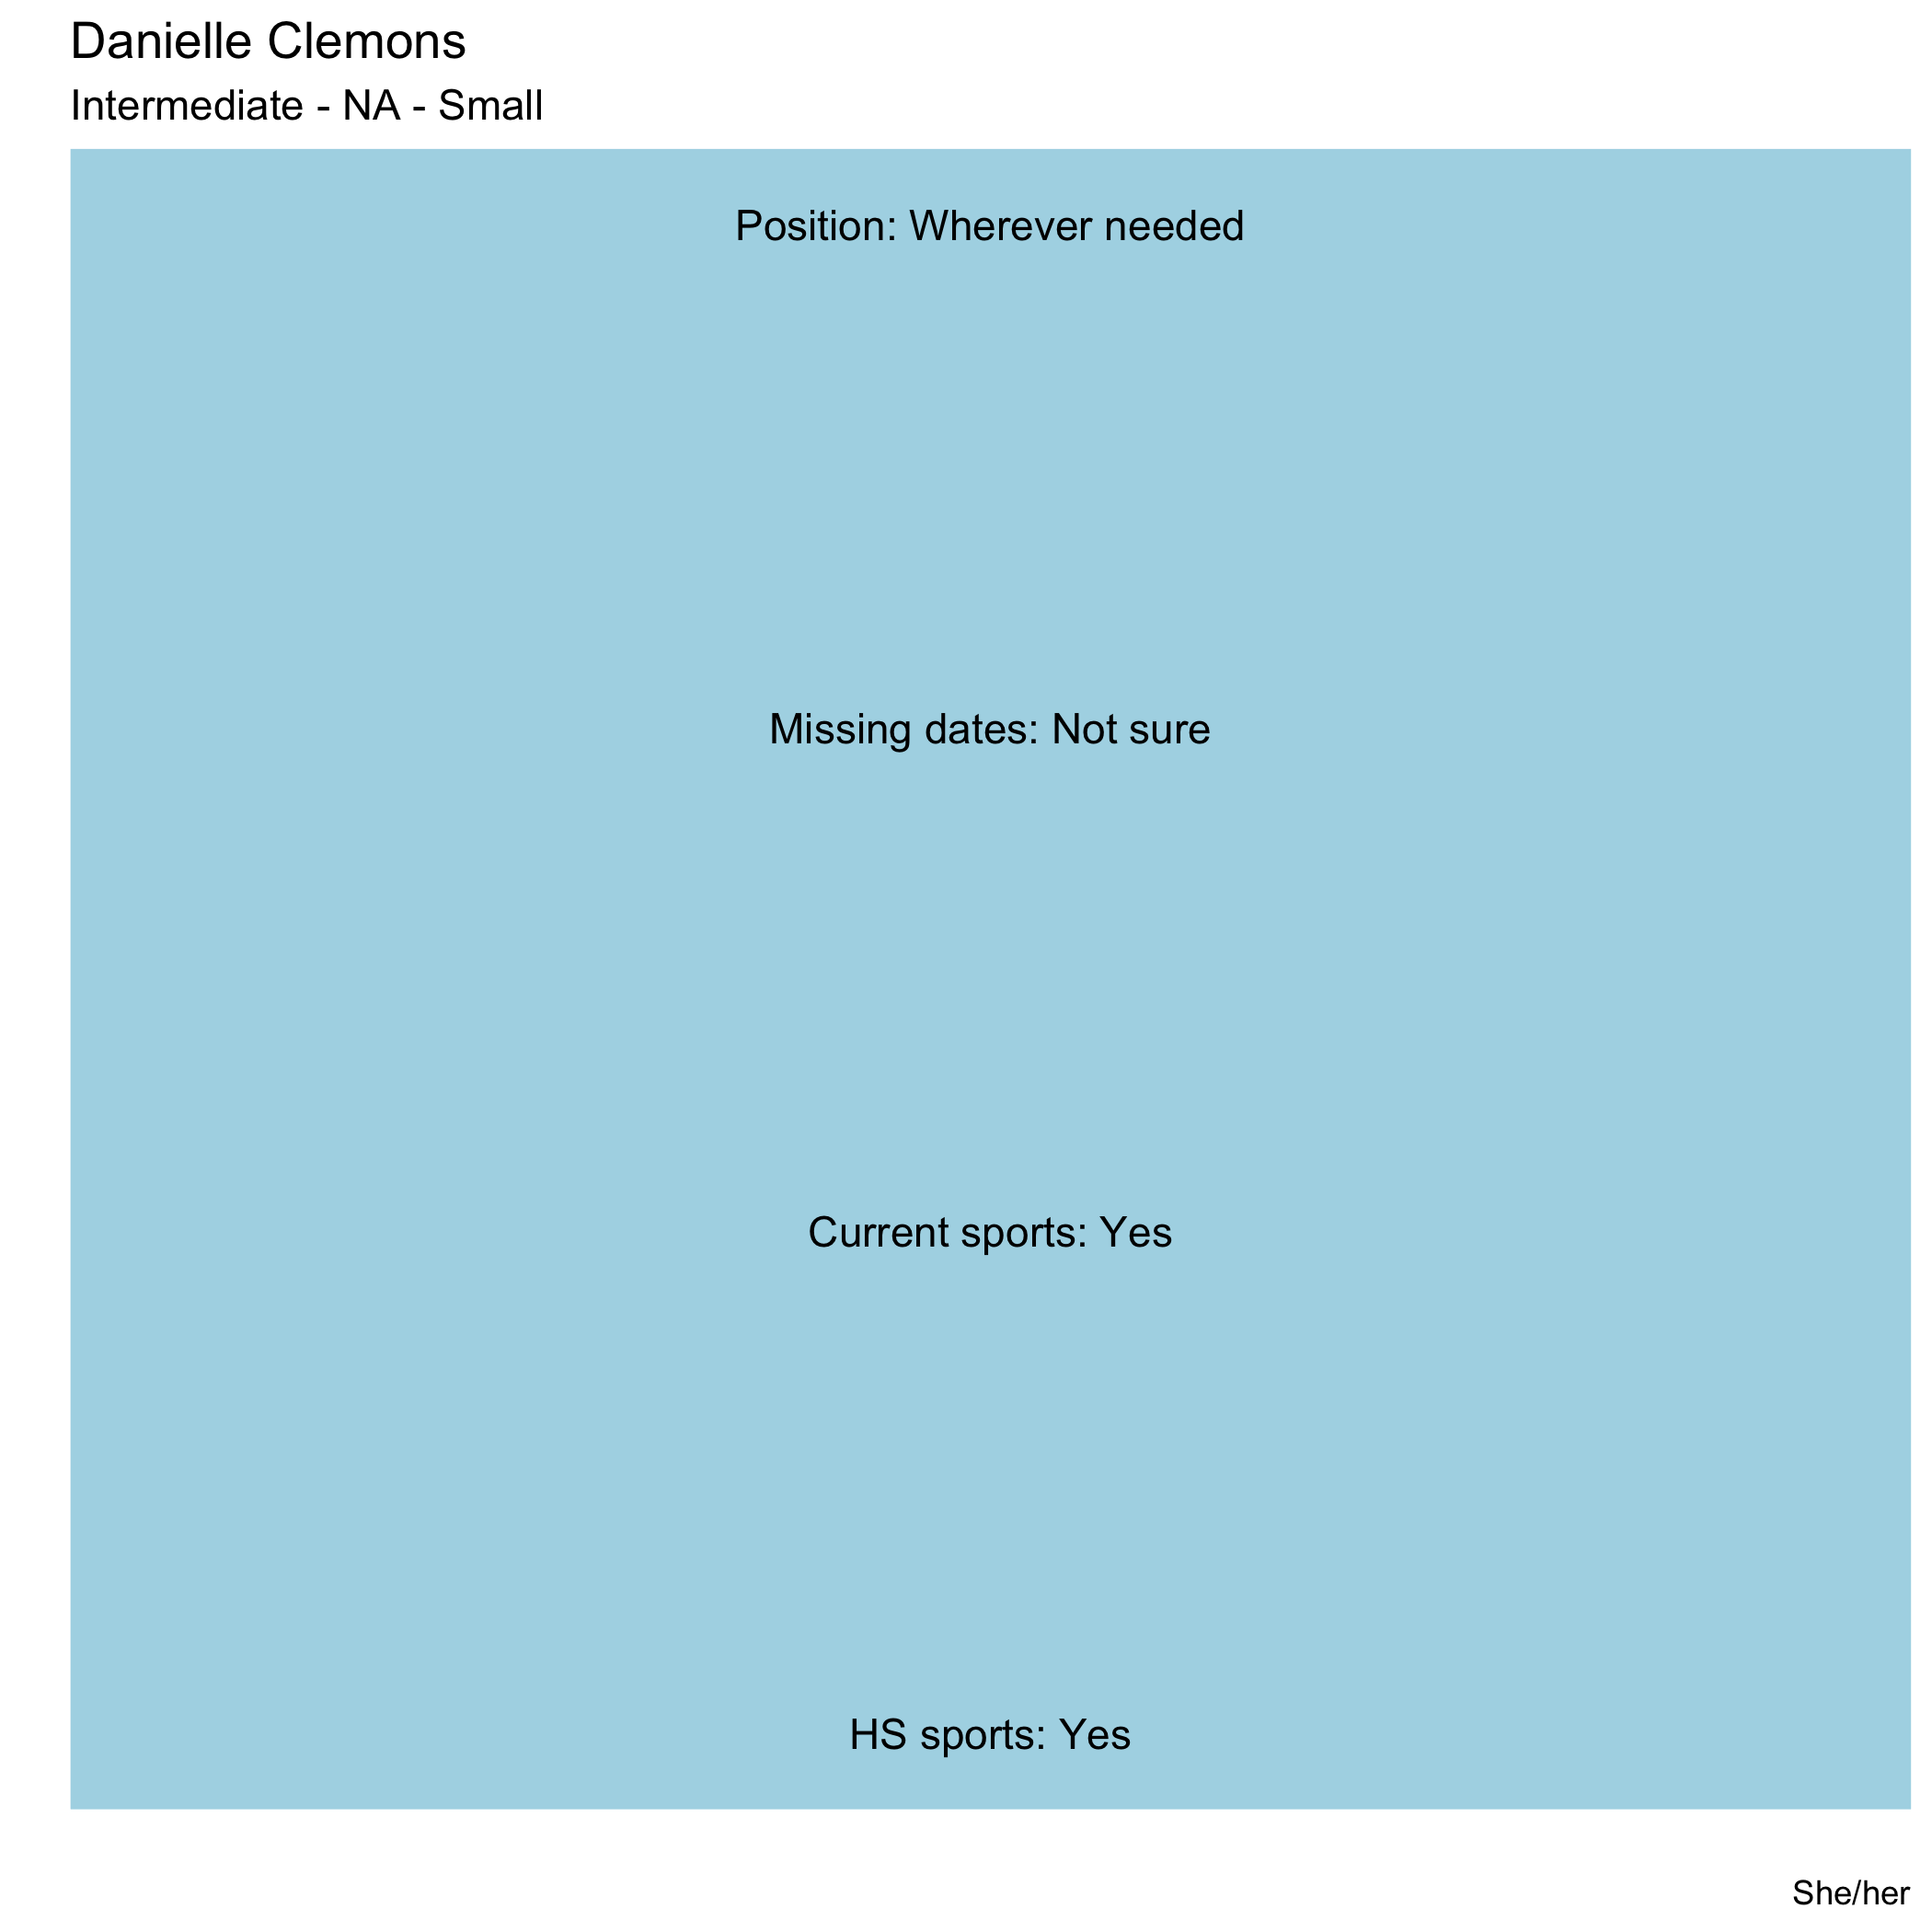 Danielle Clemons
Intermediate - NA - Small
Position: Wherever needed
Missing dates: Not sure
Current sports: Yes
HS sports: Yes
She/her